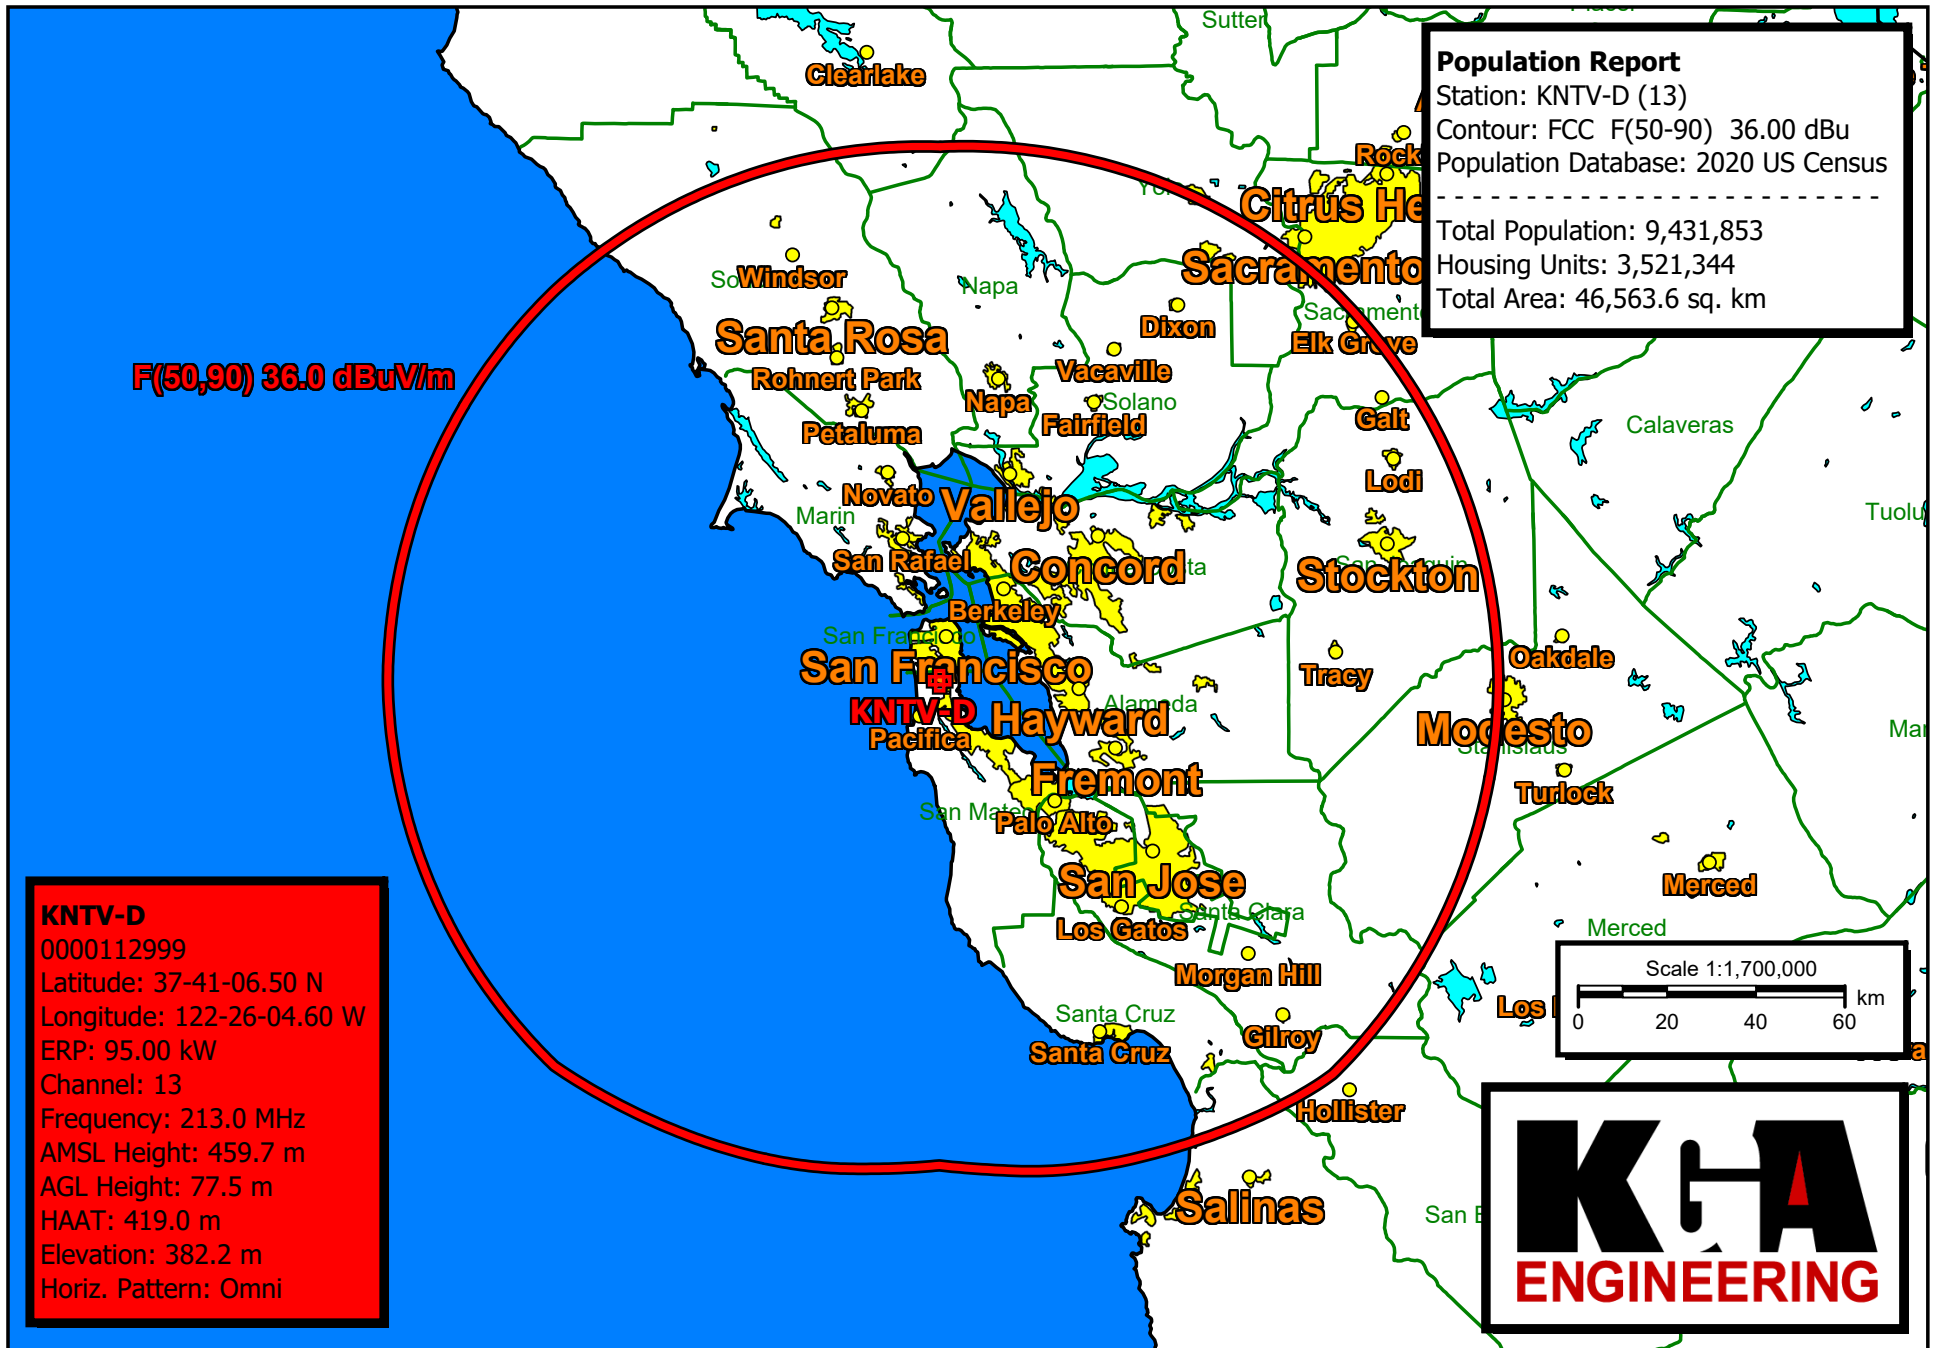 Sutter
Clearlake
Population Report
Station: KNTV-D (13)
Contour: FCC F(50-90) 36.00 dBu
Population Database: 2020 US Census
Total Population: 9,431,853
Housing Units: 3,521,344
Total Area: 46,563.6 sq. km
Rock
Citrus He
Sacramento
Windsor
Napa
Dixon
Elk Grove
Santa Rosa
Rohnert Park
Vacaville
F(50,90) 36.0 dBuV/m
Napa
Solano
Fairfield
Galt
Calaveras
Petaluma
Lodi
Novato
Vallejo
Marin
Tuolu
San Rafael
Concord
Stockton
Berkeley
San Francisco
San Francisco
Oakdale
Tracy
KNTV-D
Alameda
Hayward
Modesto
Stanislaus
Mar
Pacifica
Fremont
Turlock
San Mateo
Palo Alto
San Jose
Merced
Santa Clara
Los Gatos
Merced
Morgan Hill
Santa Cruz
Gilroy
Santa Cruz
Los
Hollister
Salinas
San B
Scale 1:1,700,000
km
0 20 40 60
KNTV-D
0000112999
Latitude: 37-41-06.50 N
Longitude: 122-26-04.60 W
ERP: 95.00 kW
Channel: 13
Frequency: 213.0 MHz
AMSL Height: 459.7 m
AGL Height: 77.5 m
HAAT: 419.0 m
Elevation: 382.2 m
Horiz. Pattern: Omni
KGA
ENGINEERING